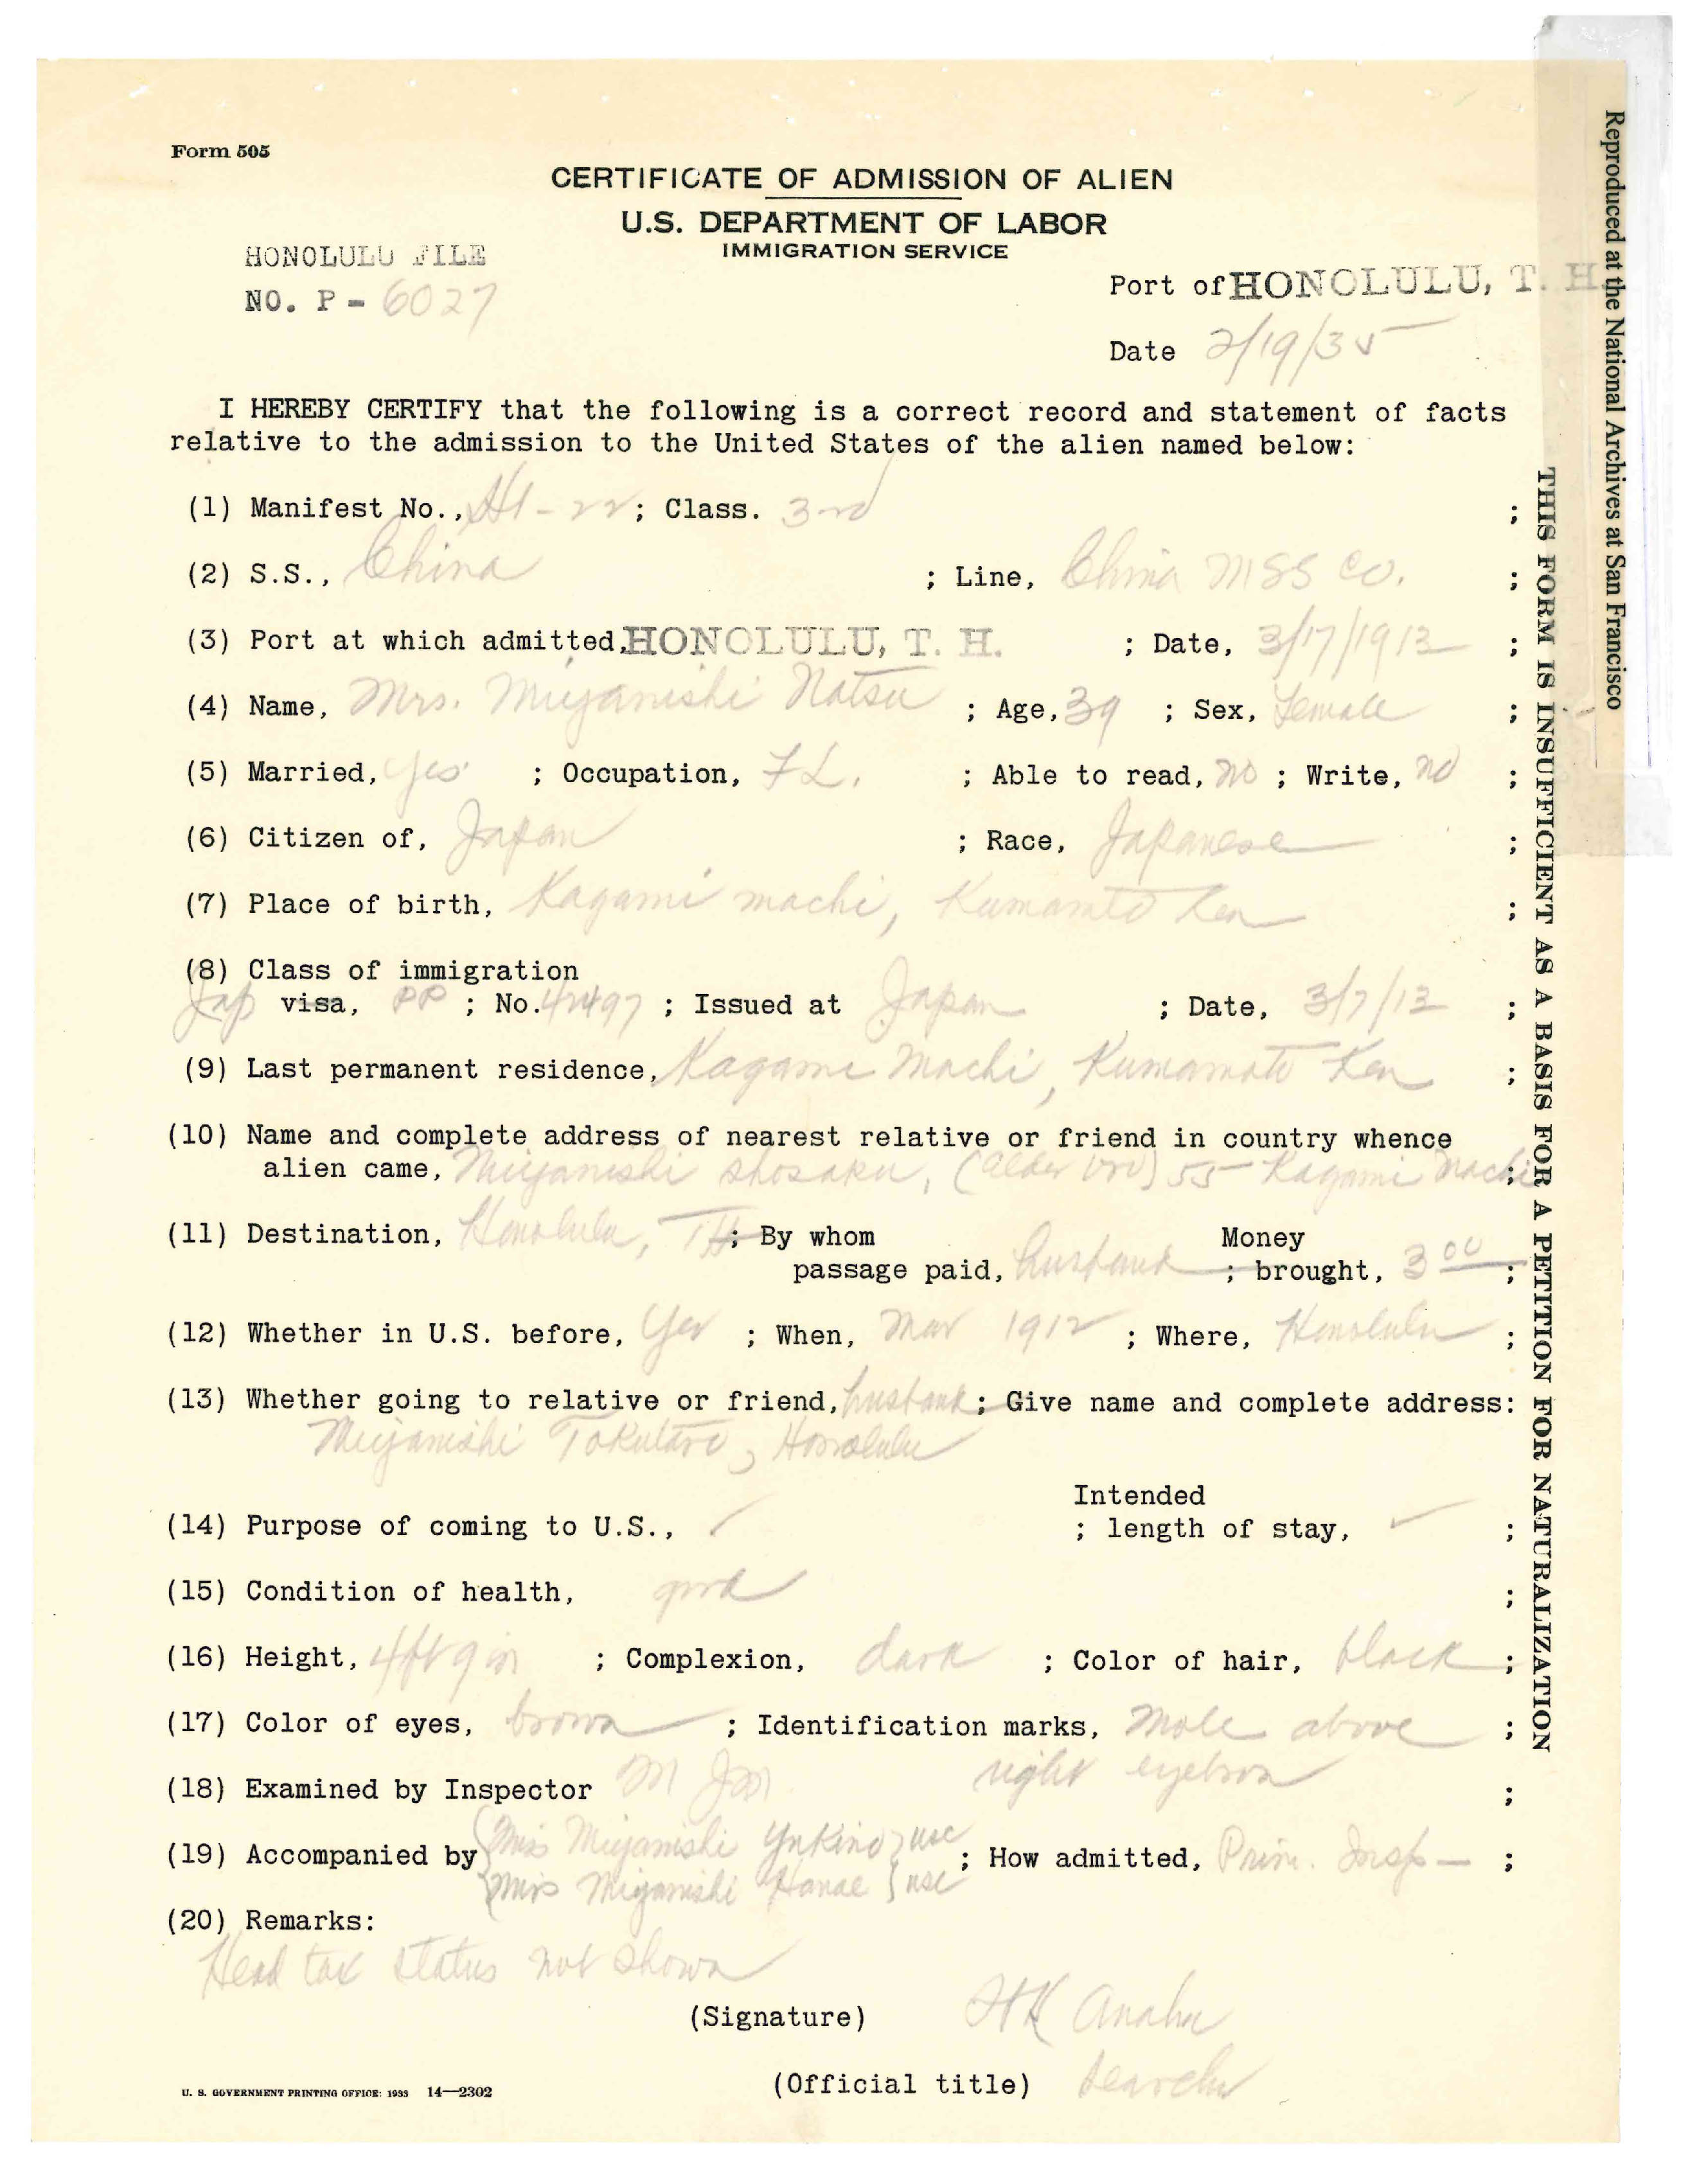 Form 505
CERTIFICATE OF ADMISSION OF ALIEN
U.S. DEPARTMENT OF LABOR
IMMIGRATION SERVICE
HONOLULU FILE
NO. P - 6027
Port of HONOLULU, T. H.
Date 2/19/35
I HEREBY CERTIFY that the following is a correct record and statement of facts
relative to the admission to the United States of the alien named below:
(1) Manifest No., - 22; Class. 3rd ;
(2) S.S., China ; Line, China MSS Co. ;
(3) Port at which admitted, HONOLULU, T. H. ; Date, 3/17/1913 ;
(4) Name, Mrs. Miyanishi Natsu ; Age, 39 ; Sex, Female ;
(5) Married, Yes ; Occupation, FL. ; Able to read, no ; Write, no ;
(6) Citizen of, Japan ; Race, Japanese ;
(7) Place of birth, Kagami machi, Kumamoto Ken ;
(8) Class of immigration
Jap visa, PP ; No. 42497 ; Issued at Japan ; Date, 3/7/13 ;
(9) Last permanent residence, Kagami Machi, Kumamoto Ken ;
(10) Name and complete address of nearest relative or friend in country whence
alien came, Miyanishi Shosaku, (alder bro) 55 Kagami Machi ;
(11) Destination, Honolulu, TH ; By whom Money
passage paid, husband ; brought, 3 00 ;
(12) Whether in U.S. before, Yes ; When, Mar 1912 ; Where, Honolulu ;
(13) Whether going to relative or friend, husband ; Give name and complete address:
Miyanishi Tokutaro, Honolulu
Intended
(14) Purpose of coming to U.S., ✓ ; length of stay, ✓ ;
(15) Condition of health, good ;
(16) Height, 4ft 9in ; Complexion, dark ; Color of hair, black ;
(17) Color of eyes, brown ; Identification marks, mole above ;
right eyebrow
(18) Examined by Inspector ;
(19) Accompanied by Miss Miyanishi Yukino } usc ; How admitted, Prim. Insp — ;
Miss Miyanishi Hanae } usc
(20) Remarks:
Head tax status not shown
(Signature) HK Anahu
(Official title) Searcher
U. S. GOVERNMENT PRINTING OFFICE: 1933 14—2302
THIS FORM IS INSUFFICIENT AS A BASIS FOR A PETITION FOR NATURALIZATION
Reproduced at the National Archives at San Francisco